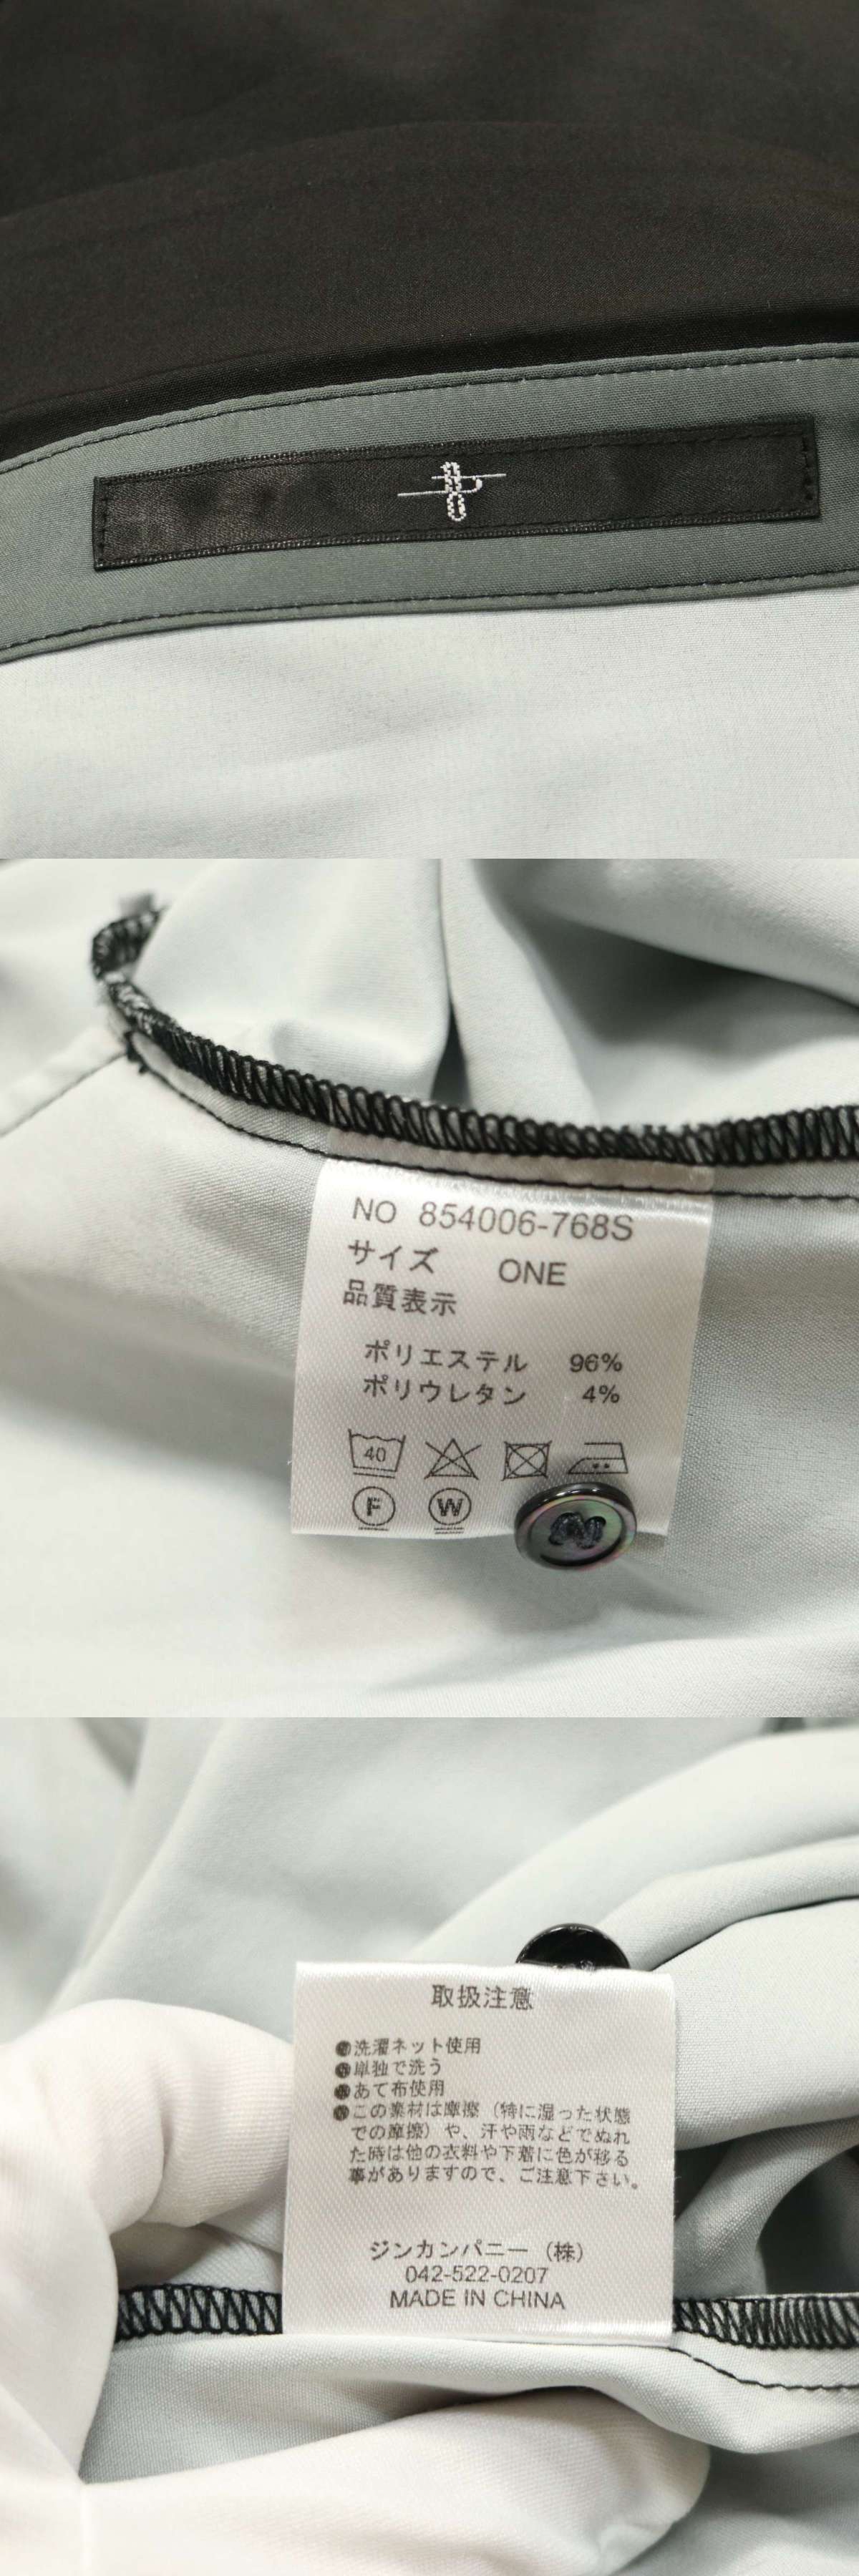 NO 854006-768S
サイズ ONE
品質表示
ポリエステル 96%
ポリウレタン 4%
40
F W
取扱注意
●洗濯ネット使用
●単独で洗う
●あて布使用
●この素材は摩擦（特に湿った状態
での摩擦）や、汗や雨などでぬれ
た時は他の衣料や下着に色が移る
事がありますので、ご注意下さい。
ジンカンパニー（株）
042-522-0207
MADE IN CHINA